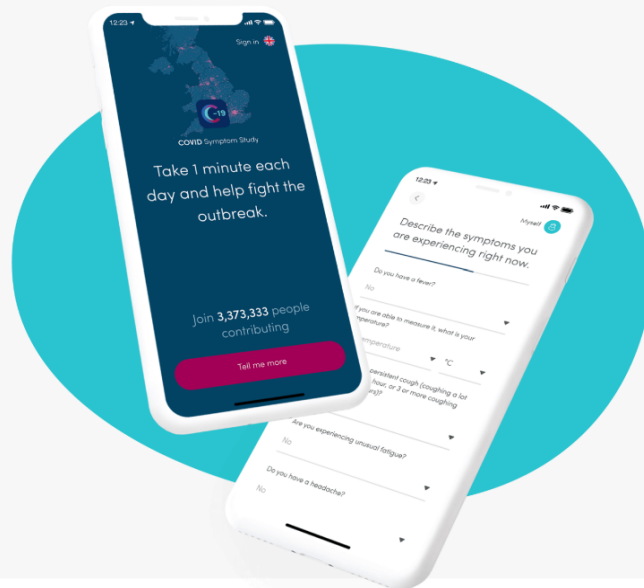 12:23
Sign in
C-19
COVID Symptom Study
Take 1 minute each
day and help fight the
outbreak.
Join 3,373,333 people
contributing
Tell me more
12:23
Myself
Describe the symptoms you
are experiencing right now.
Do you have a fever?
No
you are able to measure it, what is your
temperature?
°C
persistent cough (coughing a lot
hour, or 3 or more coughing
Are you experiencing unusual fatigue?
No
Do you have a headache?
No